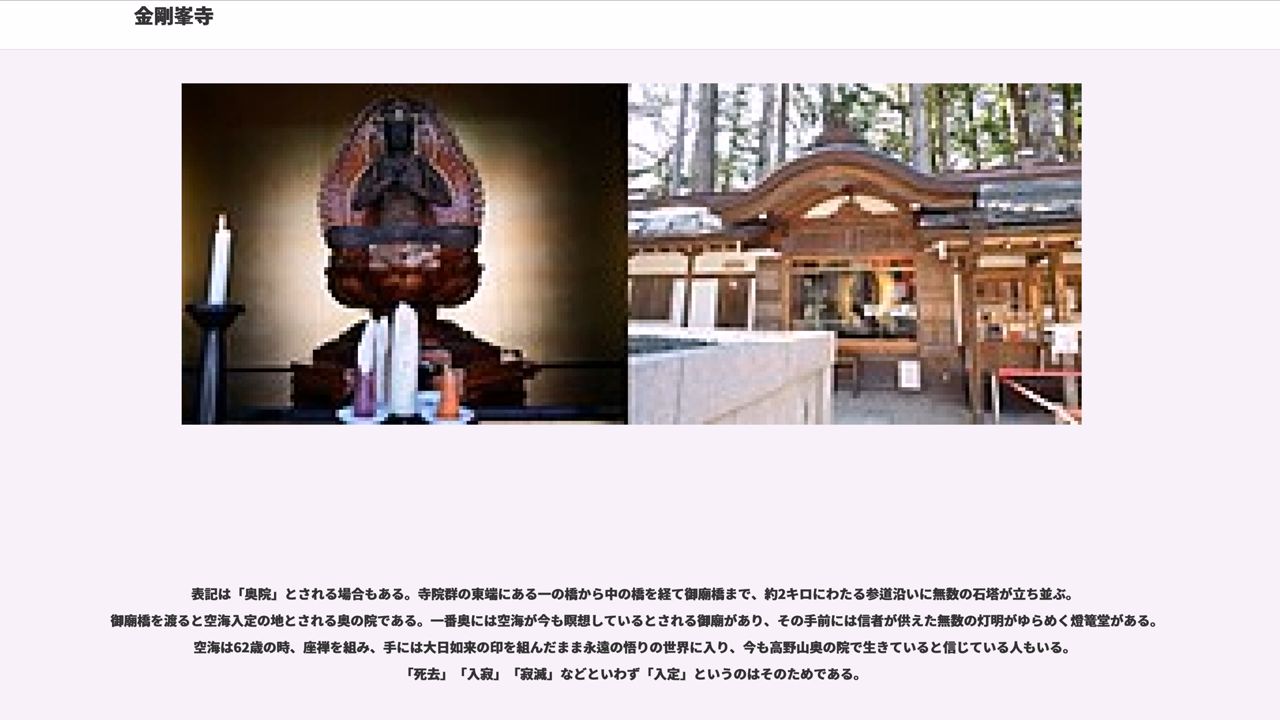 金剛峯寺
表記は「奥院」とされる場合もある。寺院群の東端にある一の橋から中の橋を経て御廟橋まで、約2キロにわたる参道沿いに無数の石塔が立ち並ぶ。
御廟橋を渡ると空海入定の地とされる奥の院である。一番奥には空海が今も瞑想しているとされる御廟があり、その手前には信者が供えた無数の灯明がゆらめく燈篭堂がある。
空海は62歳の時、座禅を組み、手には大日如来の印を組んだまま永遠の悟りの世界に入り、今も高野山奥の院で生きていると信じている人もいる。
「死去」「入寂」「寂滅」などといわず「入定」というのはそのためである。